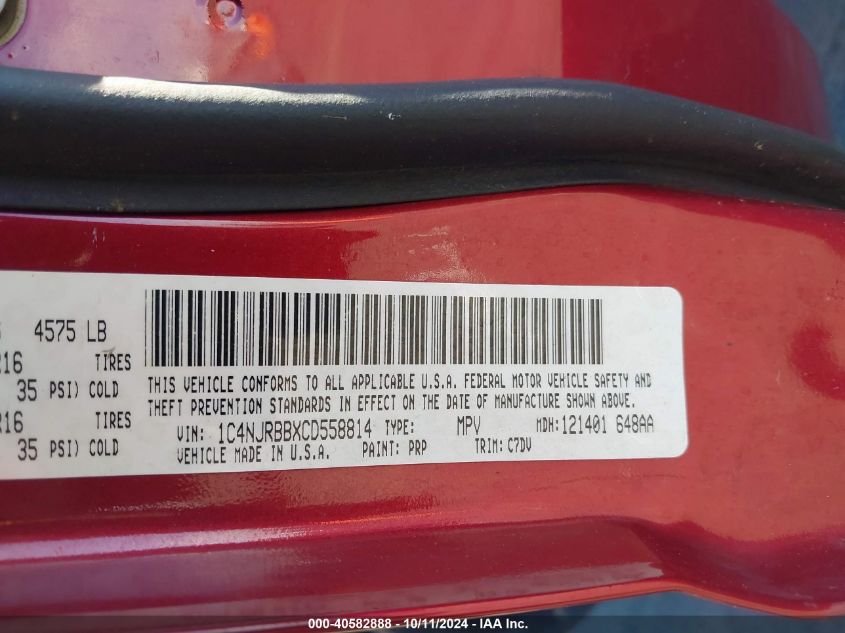 4575 LB
16 TIRES
35 PSI) COLD
16 TIRES
35 PSI) COLD
THIS VEHICLE CONFORMS TO ALL APPLICABLE U.S.A. FEDERAL MOTOR VEHICLE SAFETY AND
THEFT PREVENTION STANDARDS IN EFFECT ON THE DATE OF MANUFACTURE SHOWN ABOVE.
VIN: 1C4NJRBBXCD558814 TYPE: MPV MDH: 121401 648AA
VEHICLE MADE IN U.S.A. PAINT: PRP TRIM: C7DV
000-40582888 - 10/11/2024 - IAA Inc.